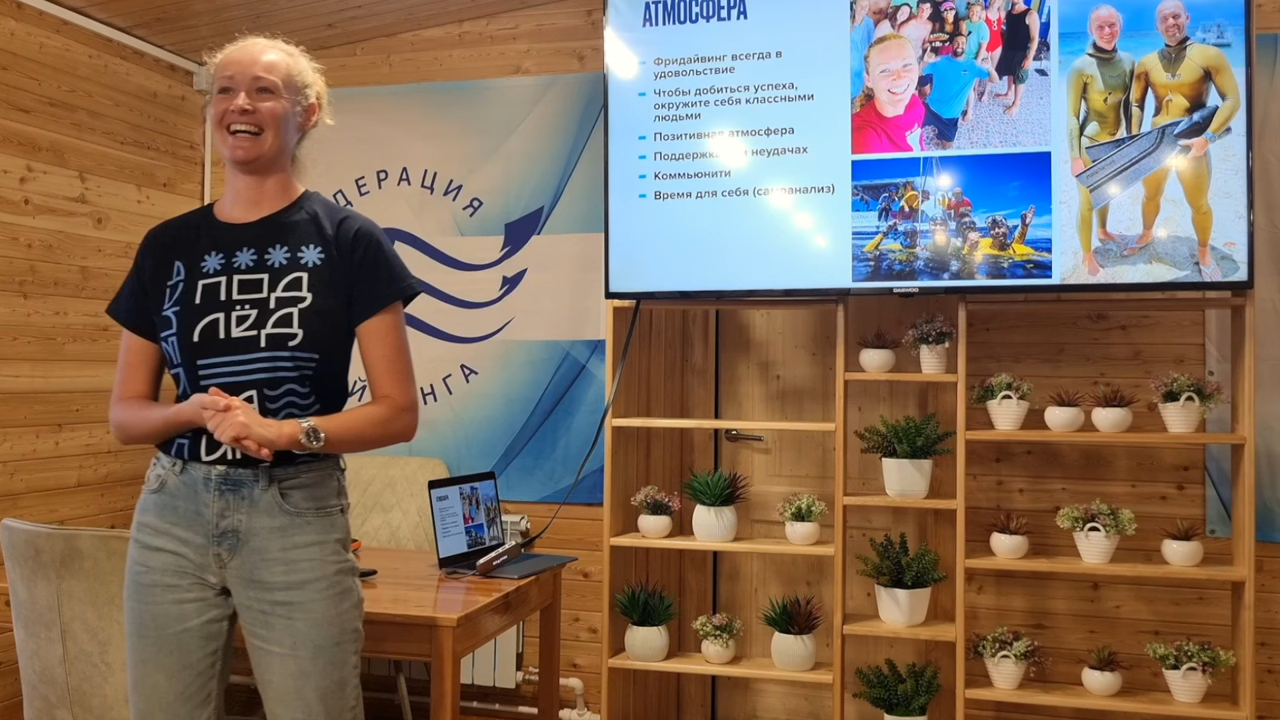 АТМОСФЕРА
Фридайвинг всегда в
удовольствие
Чтобы добиться успеха,
окружите себя классными
людьми
Позитивная атмосфера
Поддержка неудачах
Коммьюнити
Время для себя (самоанализ)
DAEWOO
ДЕРАЦИЯ
НГА
ПОД
ЛЁД